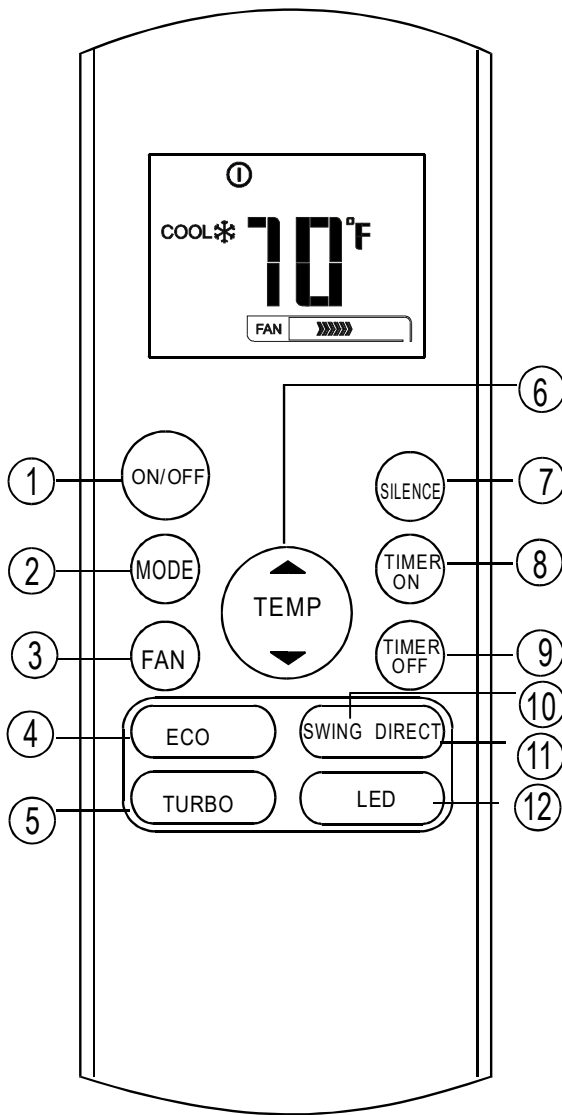 COOL 70°F
FAN
6
1
ON/OFF
SILENCE
7
2
MODE
TEMP
TIMER
ON
8
3
FAN
TIMER
OFF
9
10
4
ECO
SWING DIRECT
11
5
TURBO
LED
12